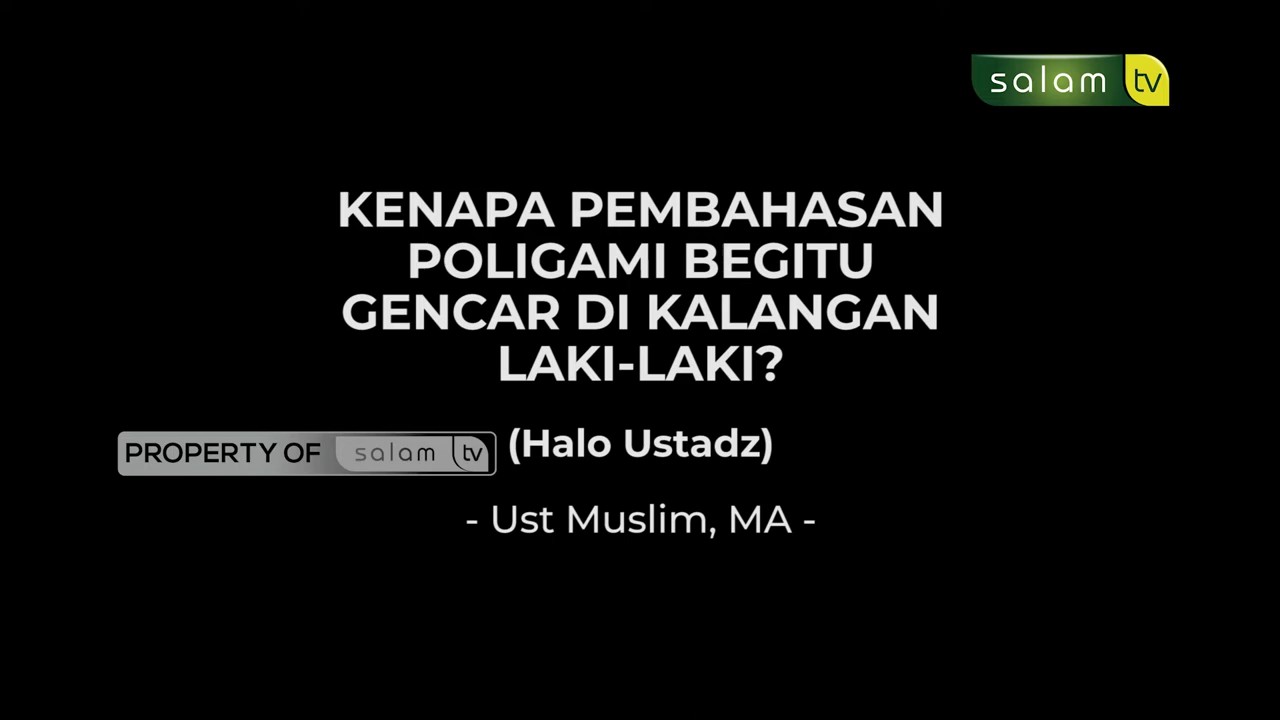 salam tv
KENAPA PEMBAHASAN
POLIGAMI BEGITU
GENCAR DI KALANGAN
LAKI-LAKI?
PROPERTY OF salam tv
(Halo Ustadz)
- Ust Muslim, MA -